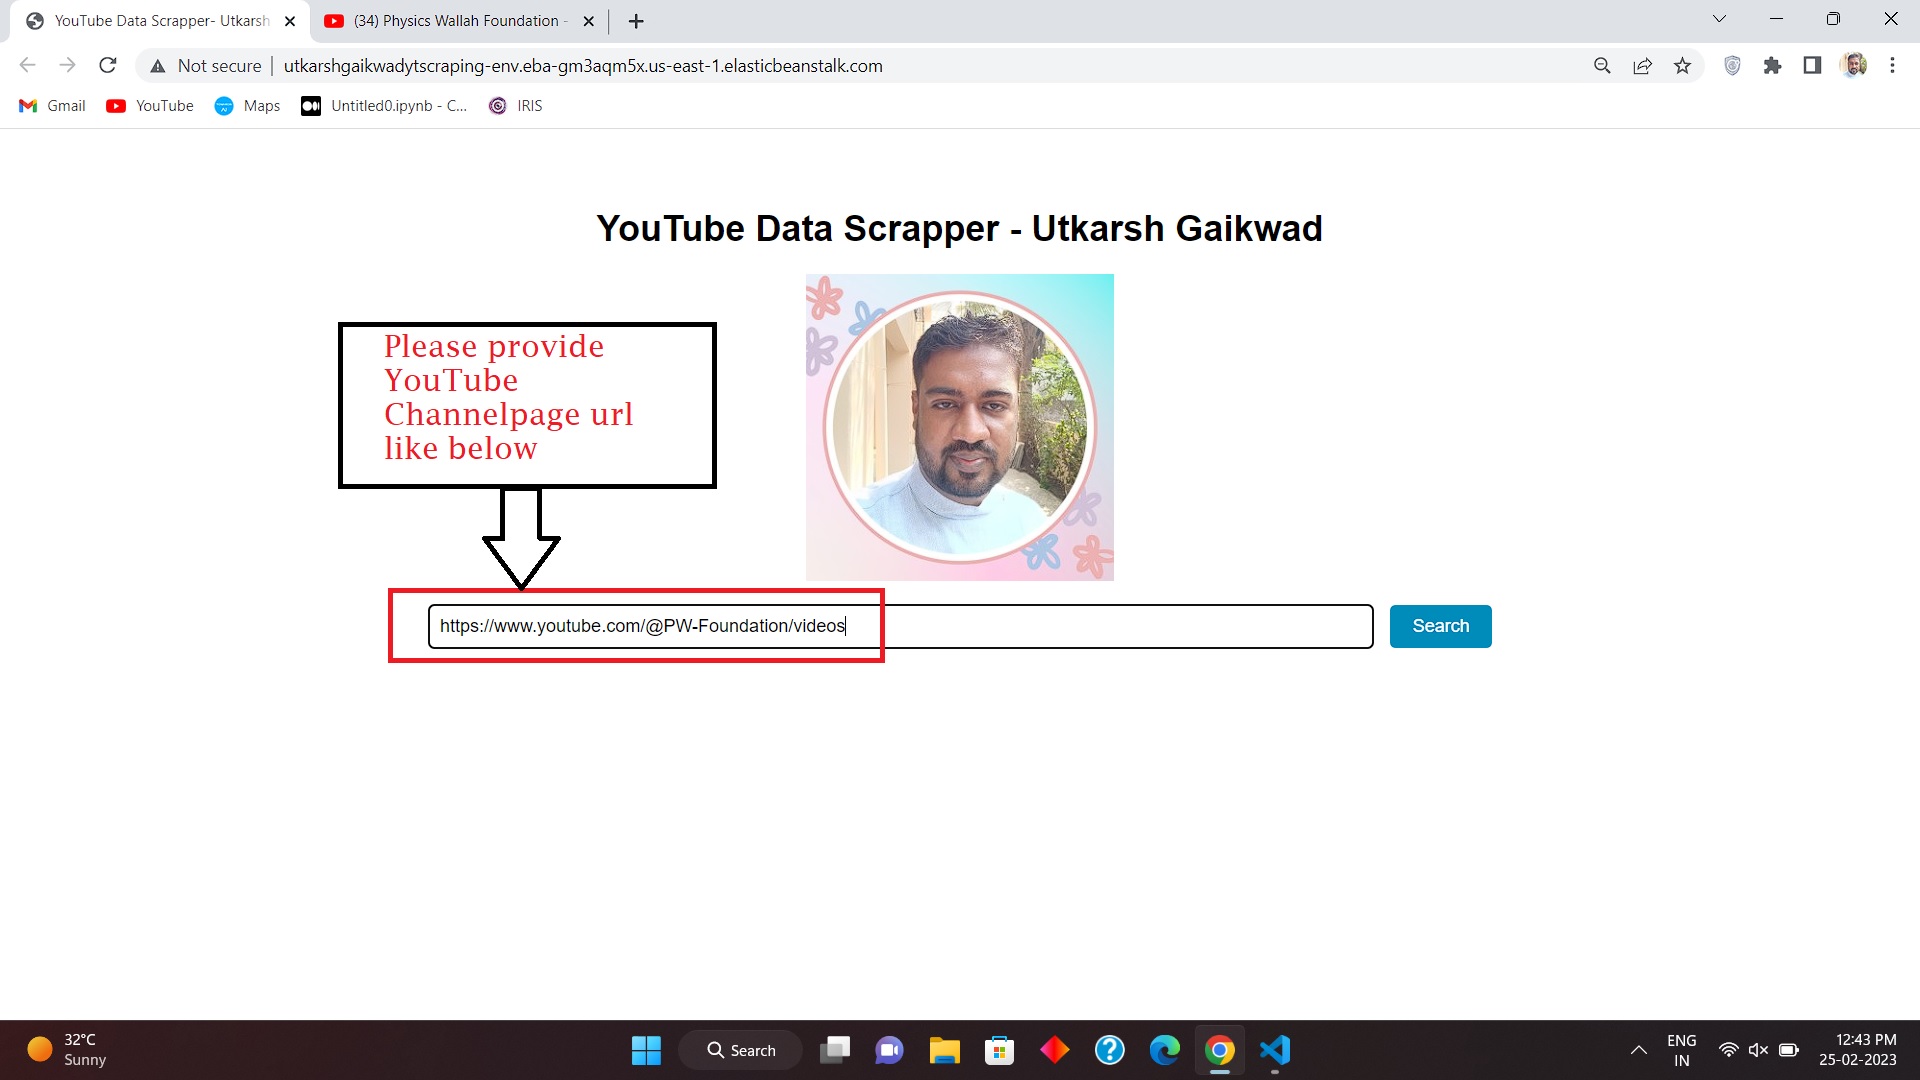 YouTube Data Scrapper- Utkarsh
(34) Physics Wallah Foundation -
Not secure
utkarshgaikwadytscraping-env.eba-gm3aqm5x.us-east-1.elasticbeanstalk.com
Gmail
YouTube
Maps
Untitled0.ipynb - C...
IRIS
YouTube Data Scrapper - Utkarsh Gaikwad
Please provide
YouTube
Channelpage url
like below
https://www.youtube.com/@PW-Foundation/videos
Search
32°C
Sunny
Search
ENG
IN
12:43 PM
25-02-2023